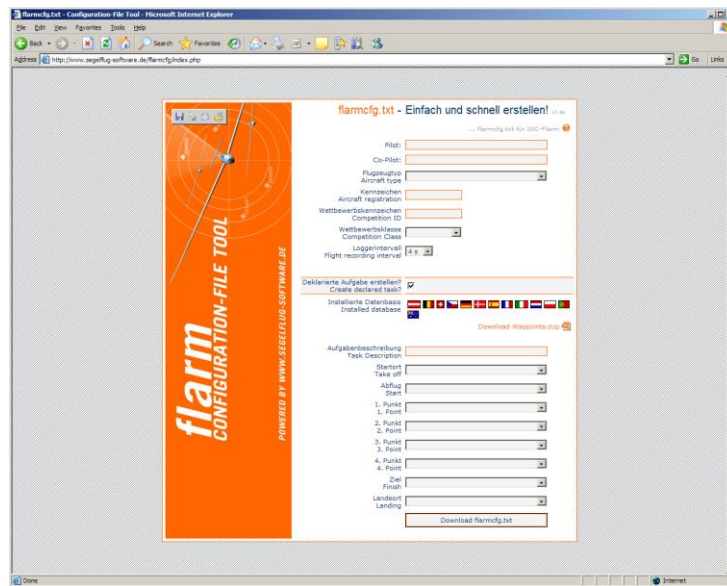 flarmcfg.txt - Configuration-File Tool - Microsoft Internet Explorer
File Edit View Favorites Tools Help
Back Search Favorites
Address http://www.segelflug-software.de/flarmcfg/index.php Go Links
flarmcfg.txt - Einfach und schnell erstellen!
... flarmcfg.txt für IGC-Flarm
Pilot:
Co-Pilot:
Flugzeugtyp
Aircraft type
Kennzeichen
Aircraft registration
Wettbewerbskennzeichen
Competition ID
Wettbewerbsklasse
Competition Class
Loggerintervall
Flight recording interval
4 s
Deklarierte Aufgabe erstellen?
Create declared task?
Installierte Datenbasis
Installed database
Download Waypoints.cup
Aufgabenbeschreibung
Task Description
Startort
Take off
Abflug
Start
1. Punkt
1. Point
2. Punkt
2. Point
3. Punkt
3. Point
4. Punkt
4. Point
Ziel
Finish
Landeort
Landing
Download flarmcfg.txt
flarm
CONFIGURATION-FILE TOOL
POWERED BY WWW.SEGELFLUG-SOFTWARE.DE
Done
Internet